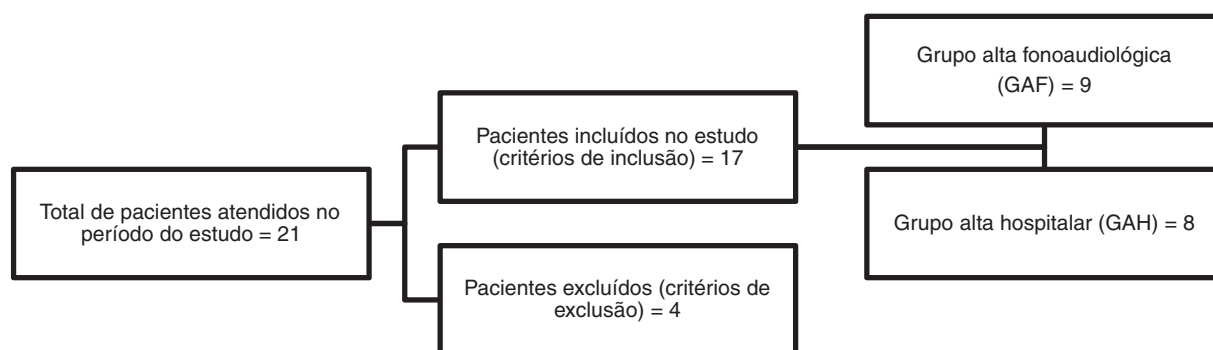 Total de pacientes atendidos no
período do estudo = 21
Pacientes incluídos no estudo
(critérios de inclusão) = 17
Pacientes excluídos (critérios de
exclusão) = 4
Grupo alta fonoaudiológica
(GAF) = 9
Grupo alta hospitalar (GAH) = 8